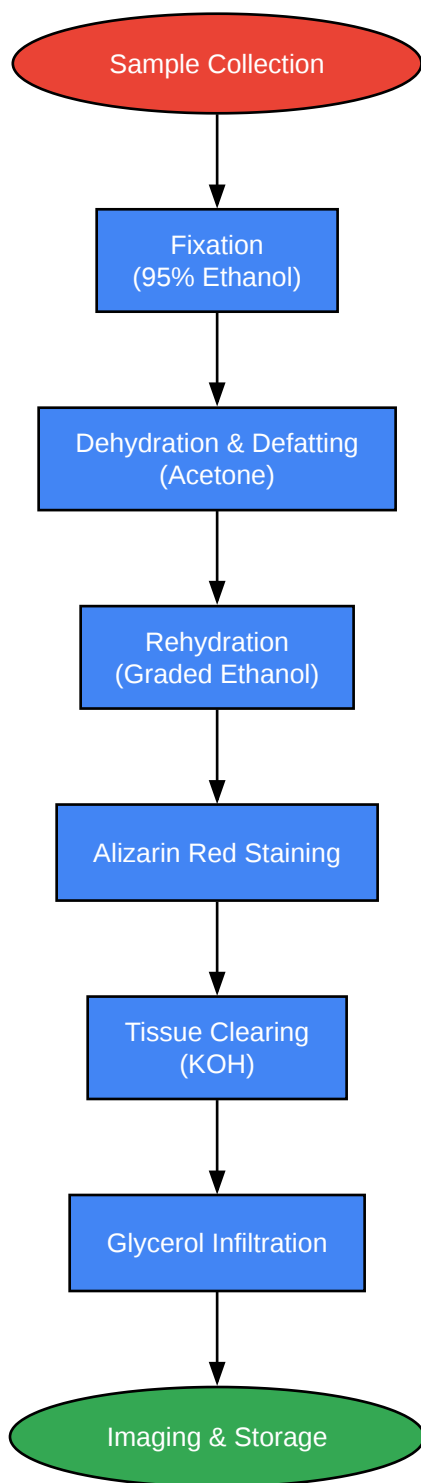 Sample Collection
Fixation
(95% Ethanol)
Dehydration & Defatting
(Acetone)
Rehydration
(Graded Ethanol)
Alizarin Red Staining
Tissue Clearing
(KOH)
Glycerol Infiltration
Imaging & Storage